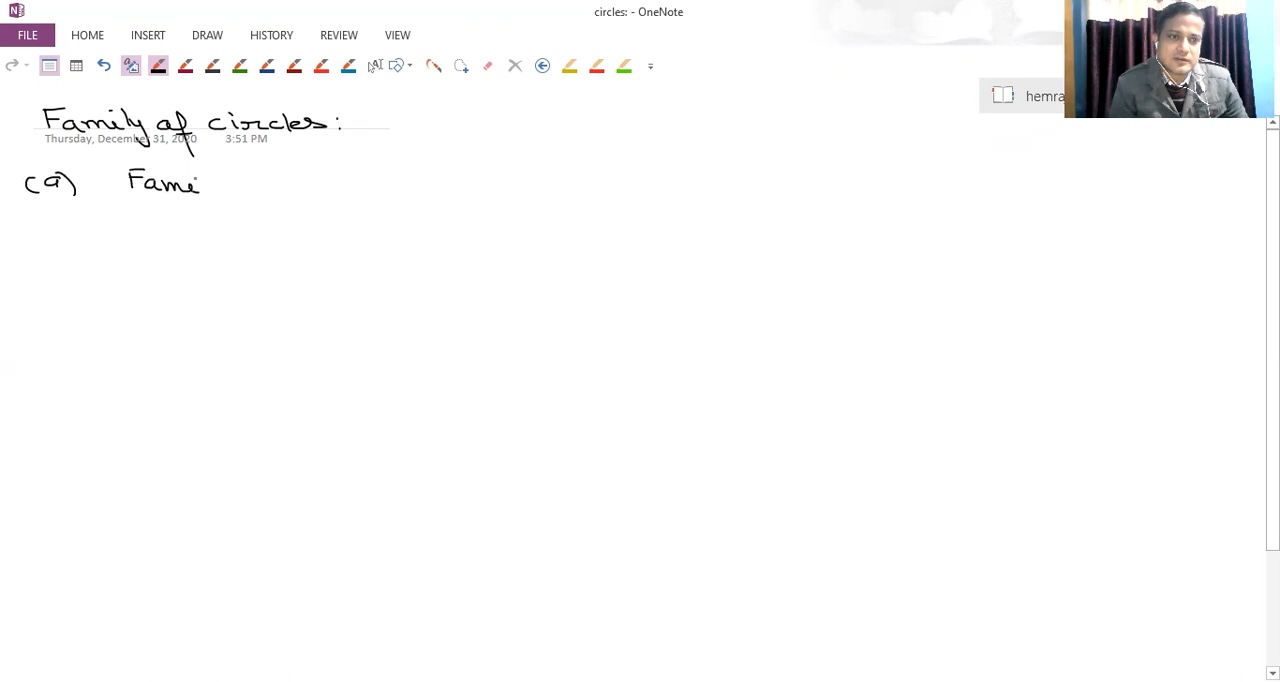 circles: - OneNote
FILE HOME INSERT DRAW HISTORY REVIEW VIEW
hemra
Family of circles:
Thursday, December 31, 2020 3:51 PM
(a) Fami